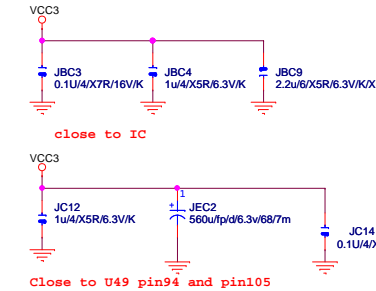 VCC3
JBC3
0.1U/4/X7R/16V/K
JBC4
1u/4/X5R/6.3V/K
JBC9
2.2u/6/X5R/6.3V/K/X
close to IC
VCC3
JC12
1u/4/X5R/6.3V/K
1
+
JEC2
560u/fp/d/6.3v/68/7m
JC14
0.1U/4/X
Close to U49 pin94 and pin105